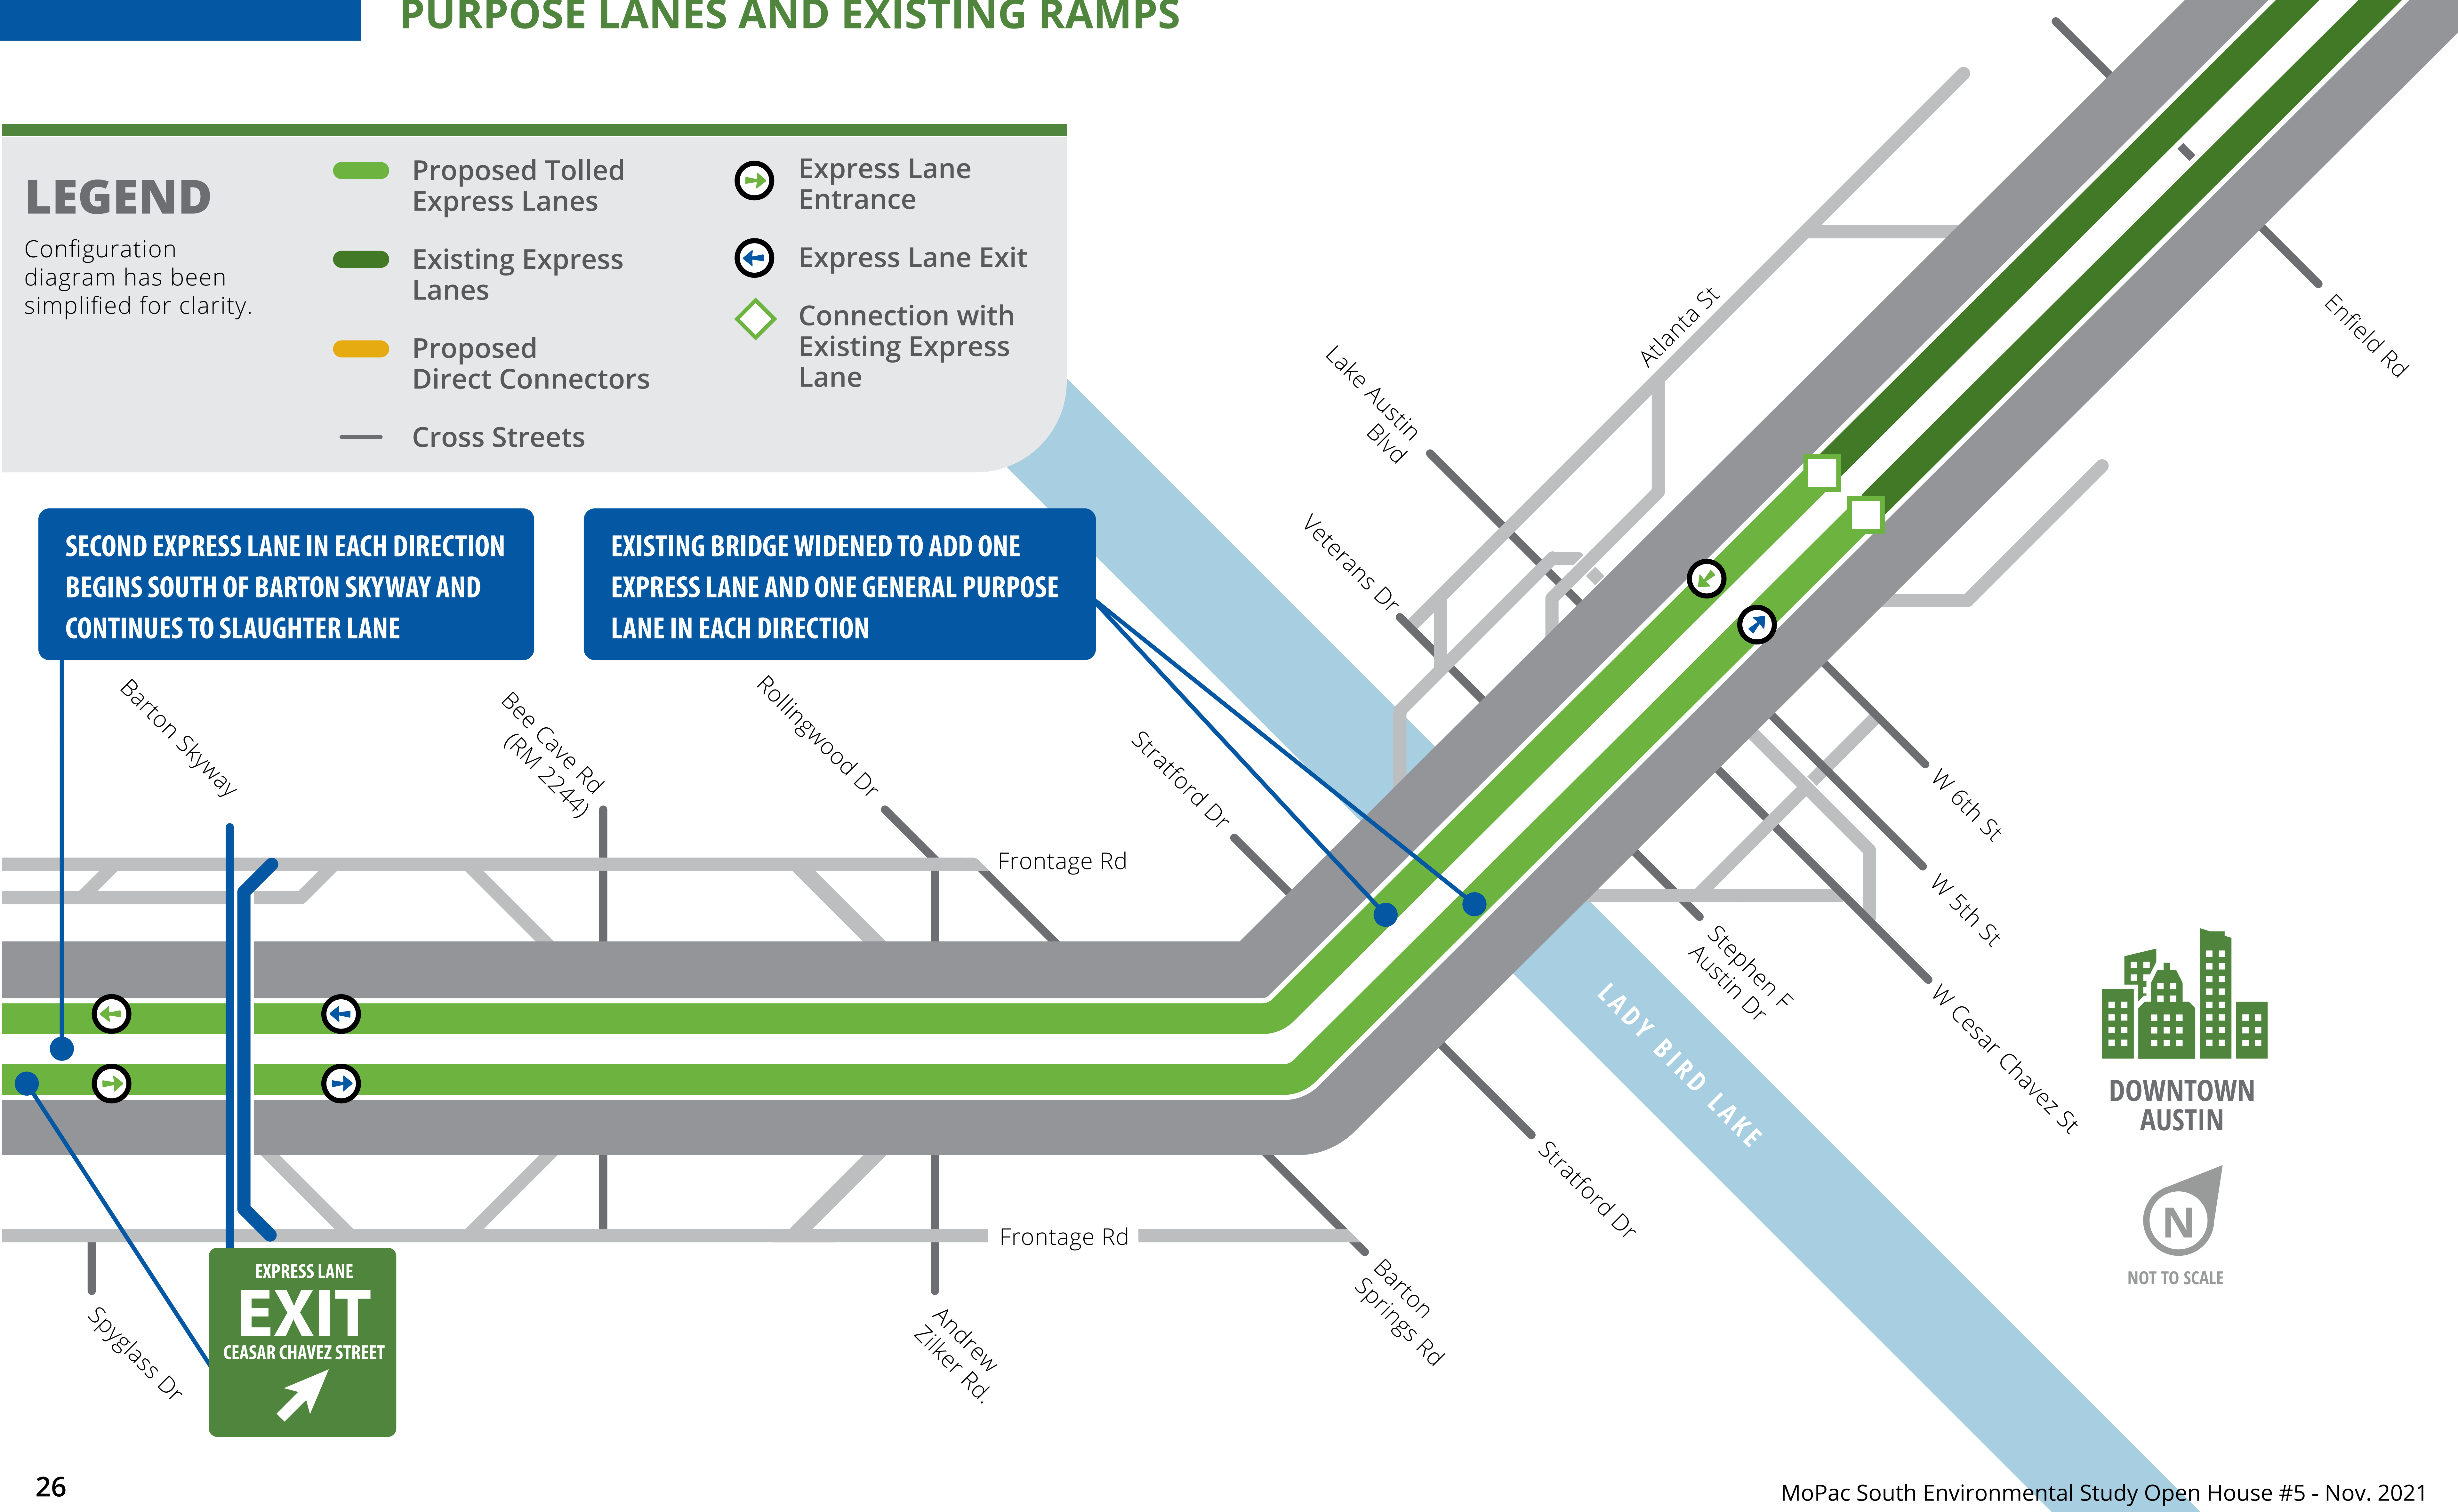 PURPOSE LANES AND EXISTING RAMPS
LEGEND
Configuration
diagram has been
simplified for clarity.
Proposed Tolled
Express Lanes
Existing Express
Lanes
Proposed
Direct Connectors
Cross Streets
Express Lane
Entrance
Express Lane Exit
Connection with
Existing Express
Lane
SECOND EXPRESS LANE IN EACH DIRECTION
BEGINS SOUTH OF BARTON SKYWAY AND
CONTINUES TO SLAUGHTER LANE
EXISTING BRIDGE WIDENED TO ADD ONE
EXPRESS LANE AND ONE GENERAL PURPOSE
LANE IN EACH DIRECTION
Atlanta St
Enfield Rd
Lake Austin
Blvd
Veterans Dr
Barton Skyway
Bee Cave Rd
(RM 2244)
Rollingwood Dr
Stratford Dr
Frontage Rd
W 6th St
W 5th St
W Cesar Chavez St
Stephen F
Austin Dr
LADY BIRD LAKE
Stratford Dr
DOWNTOWN
AUSTIN
N
NOT TO SCALE
Frontage Rd
Barton
Springs Rd
Andrew
Zilker Rd.
Spyglass Dr
EXPRESS LANE
EXIT
CEASAR CHAVEZ STREET
26
MoPac South Environmental Study Open House #5 - Nov. 2021